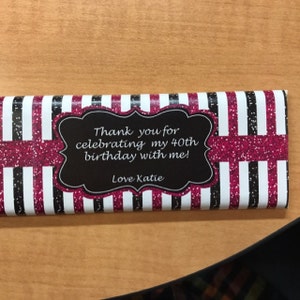 Thank you for
celebrating my 40th
birthday with me!
Love Katie